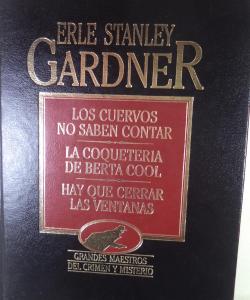 ERLE STANLEY
GARDNER
LOS CUERVOS
NO SABEN CONTAR
LA COQUETERIA
DE BERTA COOL
HAY QUE CERRAR
LAS VENTANAS
GRANDES MAESTROS
DEL CRIMEN Y MISTERIO